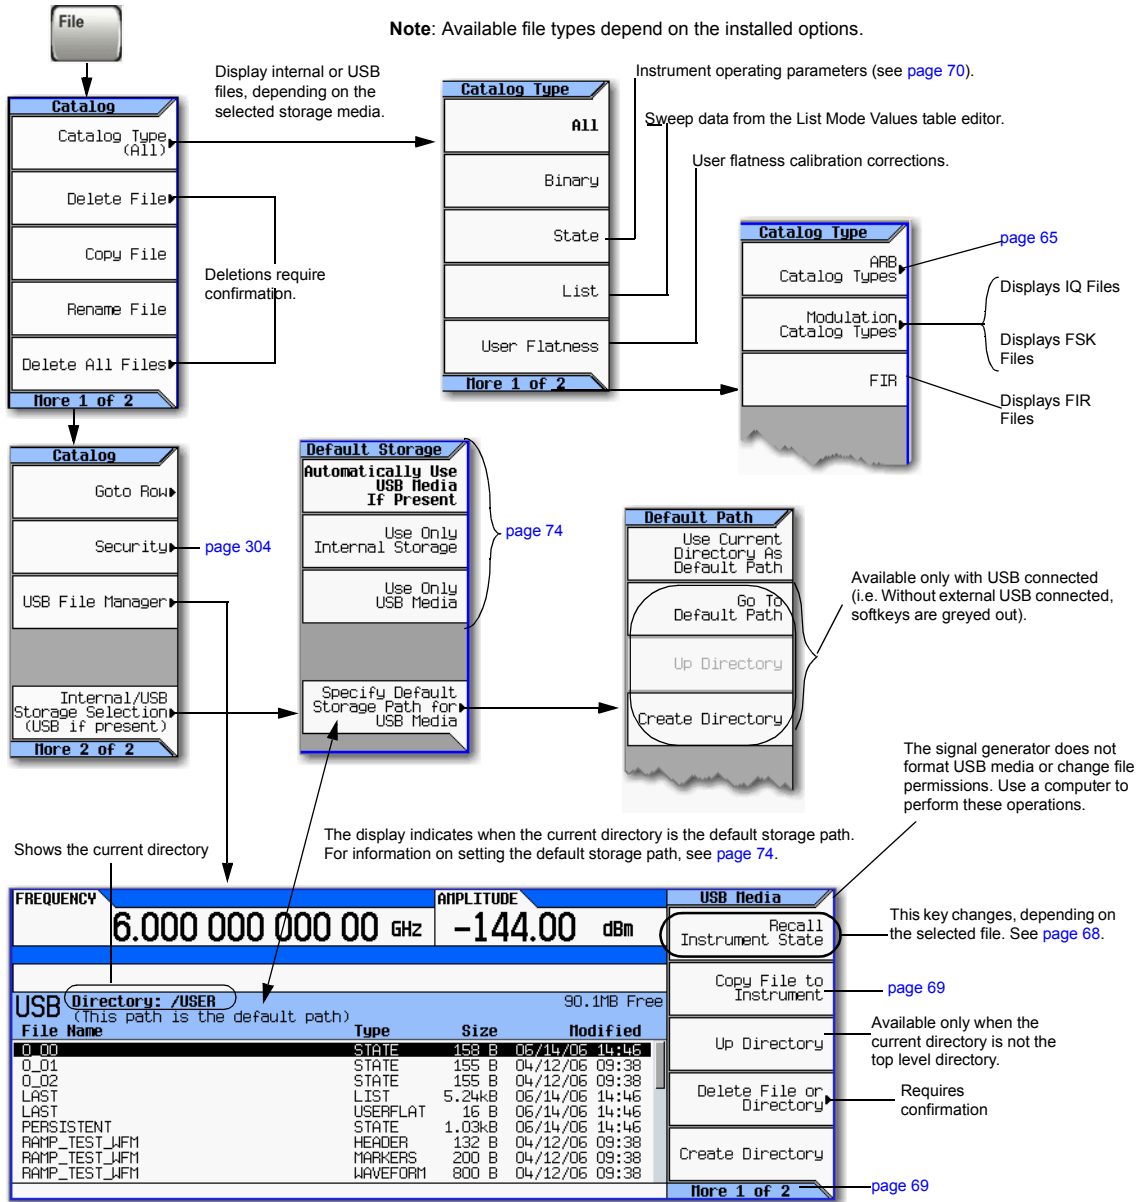 File
Note: Available file types depend on the installed options.
Display internal or USB
files, depending on the
selected storage media.
Catalog
Catalog Type
(All)
Delete File
Copy File
Rename File
Delete All Files
More 1 of 2
Deletions require
confirmation.
Catalog Type
All
Binary
State
List
User Flatness
More 1 of 2
Instrument operating parameters (see page 70).
Sweep data from the List Mode Values table editor.
User flatness calibration corrections.
Catalog Type
ARB
Catalog Types
Modulation
Catalog Types
FIR
page 65
Displays IQ Files
Displays FSK
Files
Displays FIR
Files
Catalog
Goto Row
Security
USB File Manager
Internal/USB
Storage Selection
(USB if present)
More 2 of 2
page 304
Default Storage
Automatically Use
USB Media
If Present
Use Only
Internal Storage
Use Only
USB Media
Specify Default
Storage Path for
USB Media
page 74
Default Path
Use Current
Directory As
Default Path
Go To
Default Path
Up Directory
Create Directory
Available only with USB connected
(i.e. Without external USB connected,
softkeys are greyed out).
The signal generator does not
format USB media or change file
permissions. Use a computer to
perform these operations.
The display indicates when the current directory is the default storage path.
For information on setting the default storage path, see page 74.
Shows the current directory
FREQUENCY
6.000 000 000 00 GHz
AMPLITUDE
-144.00 dBm
USB Directory: /USER
(This path is the default path)
90.1MB Free
File Name Type Size Modified
0_00 STATE 158 B 06/14/06 14:46
0_01 STATE 155 B 04/12/06 09:38
0_02 STATE 155 B 04/12/06 09:38
LAST LIST 5.24kB 06/14/06 14:46
LAST USERFLAT 16 B 06/14/06 14:46
PERSISTENT STATE 1.03kB 06/14/06 14:46
RAMP_TEST_WFM HEADER 132 B 04/12/06 09:38
RAMP_TEST_WFM MARKERS 200 B 04/12/06 09:38
RAMP_TEST_WFM WAVEFORM 800 B 04/12/06 09:38
USB Media
Recall
Instrument State
Copy File to
Instrument
Up Directory
Delete File or
Directory
Create Directory
More 1 of 2
This key changes, depending on
the selected file. See page 68.
page 69
Available only when the
current directory is not the
top level directory.
Requires
confirmation
page 69